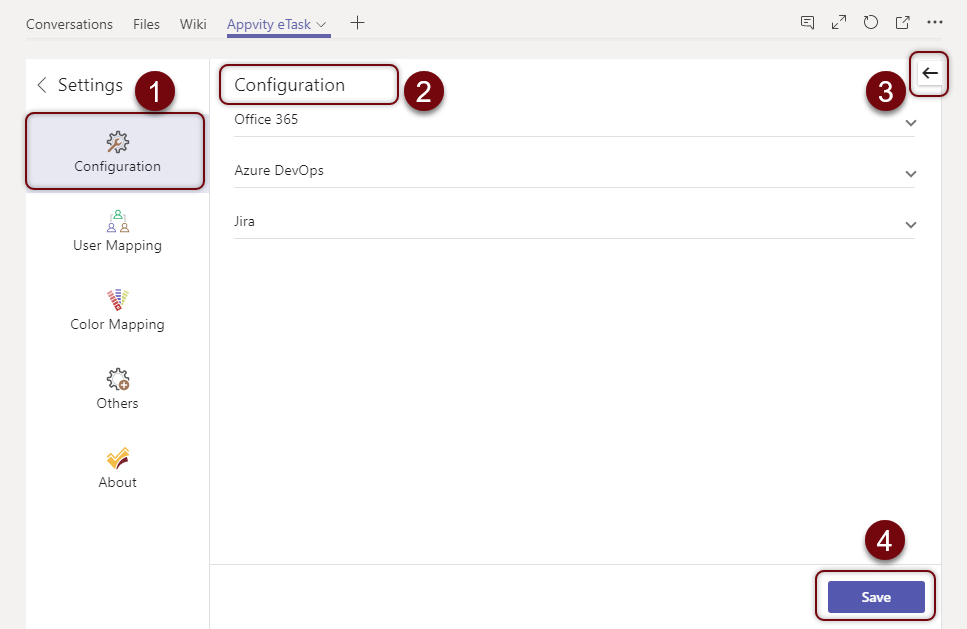 Conversations Files Wiki Appvity eTask
Settings
1
Configuration
2
3
Configuration
Office 365
Azure DevOps
Jira
User Mapping
Color Mapping
Others
About
4
Save